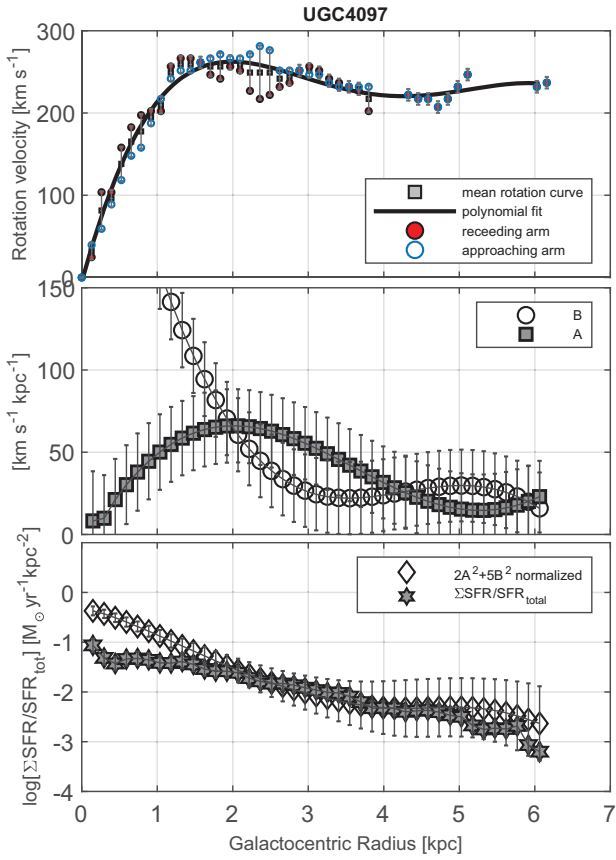 UGC4097
300
200
100
0
Rotation velocity [km s⁻¹]
mean rotation curve
polynomial fit
receeding arm
approaching arm
150
100
50
0
[km s⁻¹ kpc⁻¹]
B
A
0
-1
-2
-3
-4
log[ΣSFR/SFR_tot] [M_⊙ yr⁻¹kpc⁻²]
2A²+5B² normalized
ΣSFR/SFR_total
0 1 2 3 4 5 6 7
Galactocentric Radius [kpc]